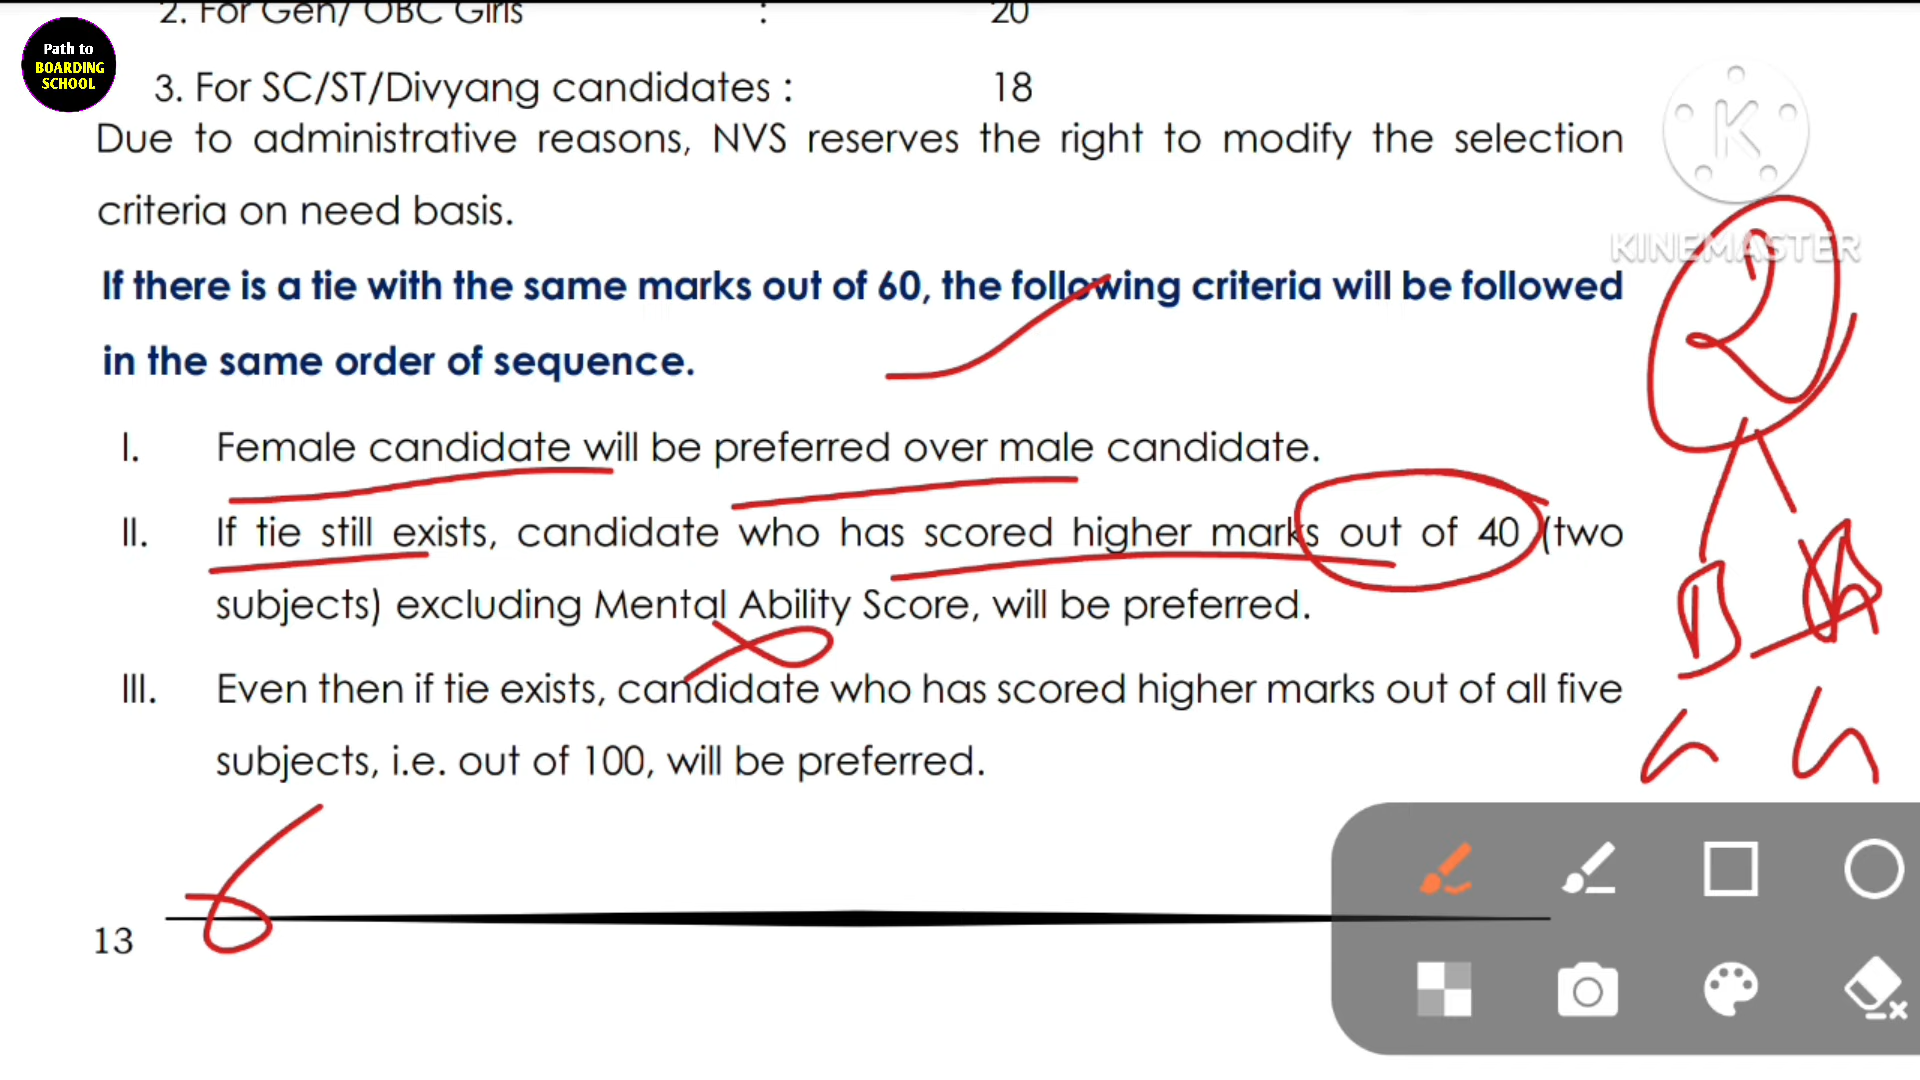 2. For Gen/ OBC Girls : 20
Path to
BOARDING
SCHOOL
3. For SC/ST/Divyang candidates : 18
Due to administrative reasons, NVS reserves the right to modify the selection
criteria on need basis.
K
KINEMASTER
If there is a tie with the same marks out of 60, the following criteria will be followed
in the same order of sequence.
I. Female candidate will be preferred over male candidate.
II. If tie still exists, candidate who has scored higher marks out of 40 (two
subjects) excluding Mental Ability Score, will be preferred.
III. Even then if tie exists, candidate who has scored higher marks out of all five
subjects, i.e. out of 100, will be preferred.
13